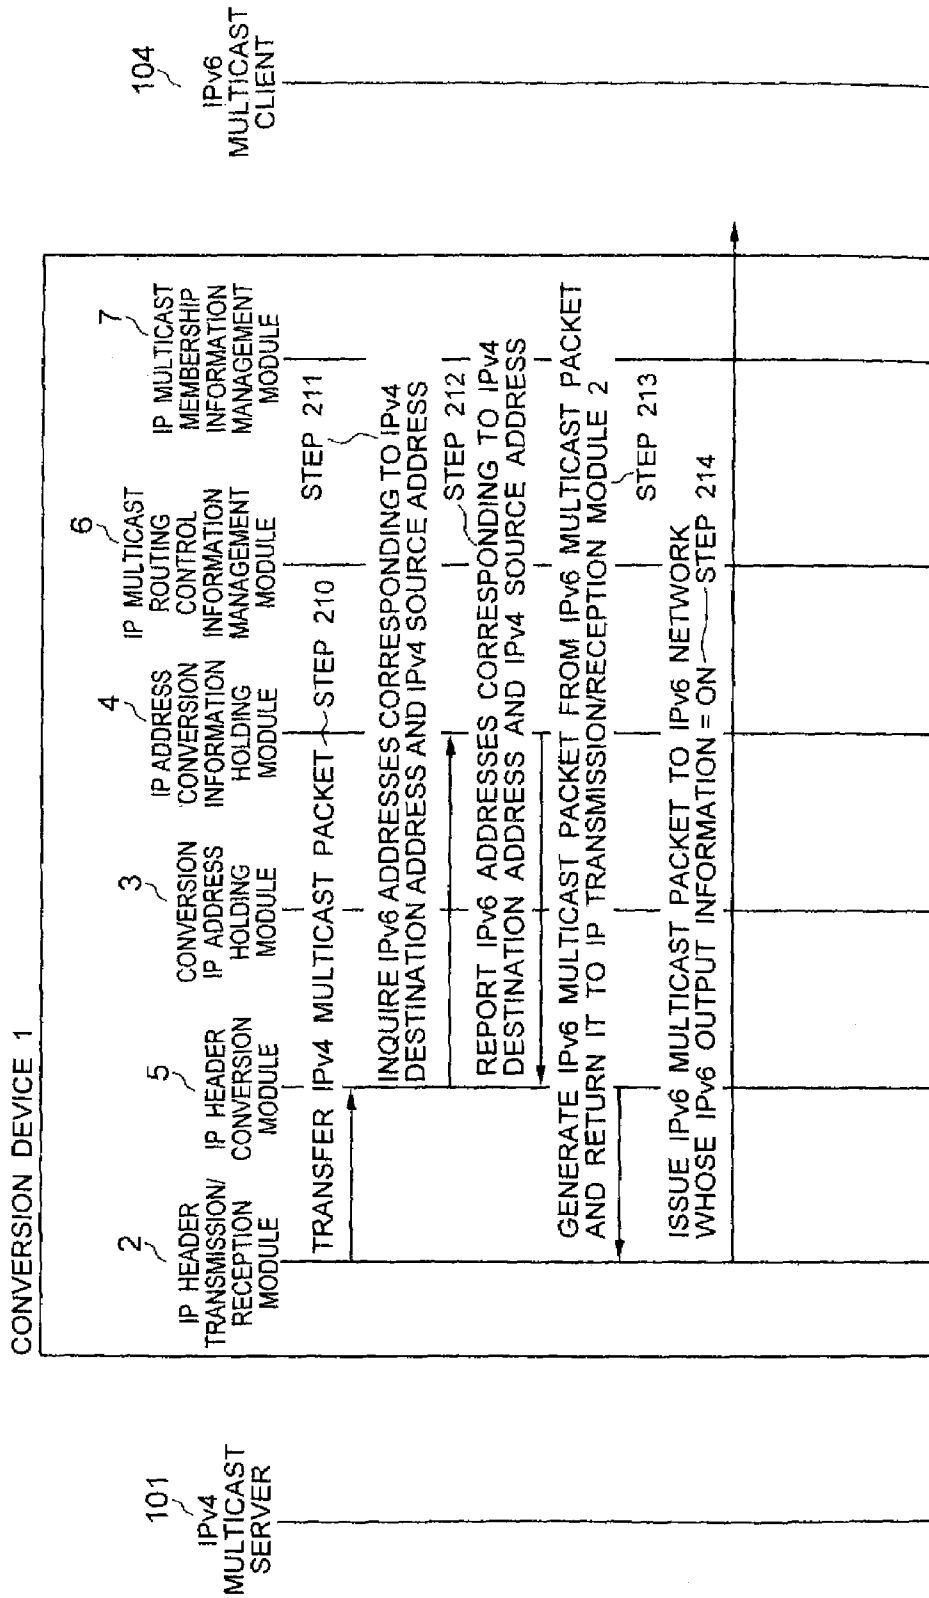 CONVERSION DEVICE 1
101
IPv4
MULTICAST
SERVER
2
IP HEADER
TRANSMISSION/
RECEPTION
MODULE
5
IP HEADER
CONVERSION
MODULE
3
CONVERSION
IP ADDRESS
HOLDING
MODULE
4
IP ADDRESS
CONVERSION
INFORMATION
HOLDING
MODULE
6
IP MULTICAST
ROUTING
CONTROL
INFORMATION
MANAGEMENT
MODULE
7
IP MULTICAST
MEMBERSHIP
INFORMATION
MANAGEMENT
MODULE
104
IPv6
MULTICAST
CLIENT
TRANSFER IPv4 MULTICAST PACKET STEP 210
STEP 211
INQUIRE IPv6 ADDRESSES CORRESPONDING TO IPv4
DESTINATION ADDRESS AND IPv4 SOURCE ADDRESS
STEP 212
REPORT IPv6 ADDRESSES CORRESPONDING TO IPv4
DESTINATION ADDRESS AND IPv4 SOURCE ADDRESS
GENERATE IPv6 MULTICAST PACKET FROM IPv6 MULTICAST PACKET
AND RETURN IT TO IP TRANSMISSION/RECEPTION MODULE 2
STEP 213
ISSUE IPv6 MULTICAST PACKET TO IPv6 NETWORK
WHOSE IPv6 OUTPUT INFORMATION = ON STEP 214